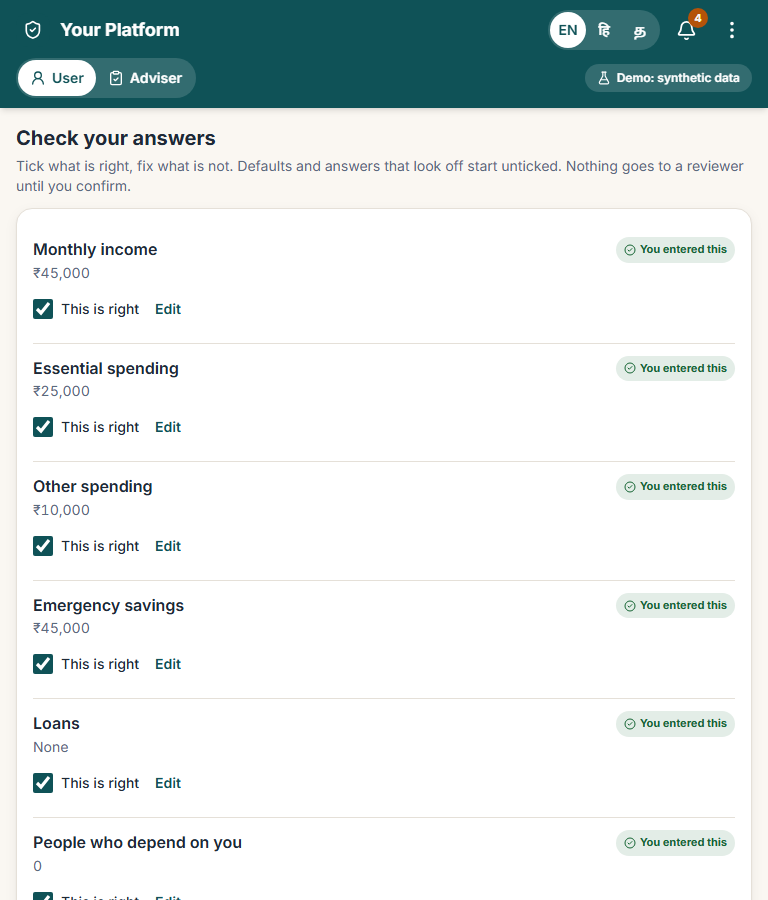 Your Platform
EN हि த 4
User Adviser Demo: synthetic data
Check your answers
Tick what is right, fix what is not. Defaults and answers that look off start unticked. Nothing goes to a reviewer
until you confirm.
Monthly income You entered this
₹45,000
This is right Edit
Essential spending You entered this
₹25,000
This is right Edit
Other spending You entered this
₹10,000
This is right Edit
Emergency savings You entered this
₹45,000
This is right Edit
Loans You entered this
None
This is right Edit
People who depend on you You entered this
0
This is right Edit